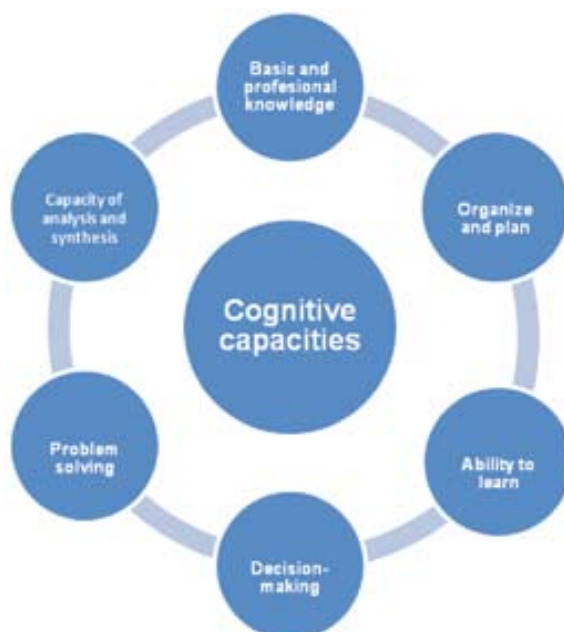 Basic and
profesional
knowledge
Organize
and plan
Ability to
learn
Decision-
making
Problem
solving
Capacity of
analysis and
synthesis
Cognitive
capacities